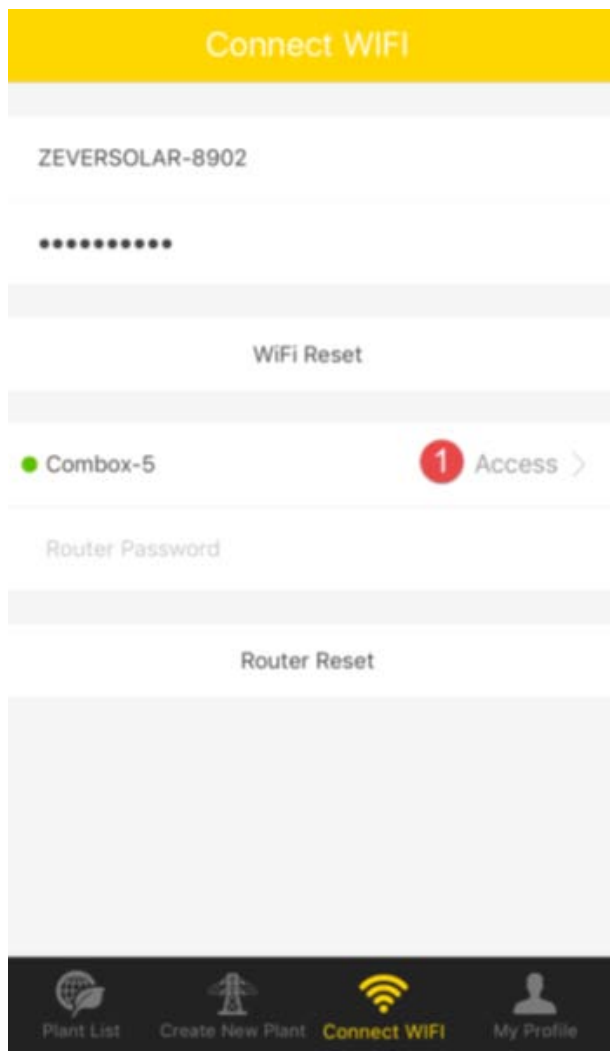 Connect WIFI
ZEVERSOLAR-8902
••••••••••
WiFi Reset
Combox-5 1 Access >
Router Password
Router Reset
Plant List Create New Plant Connect WIFI My Profile